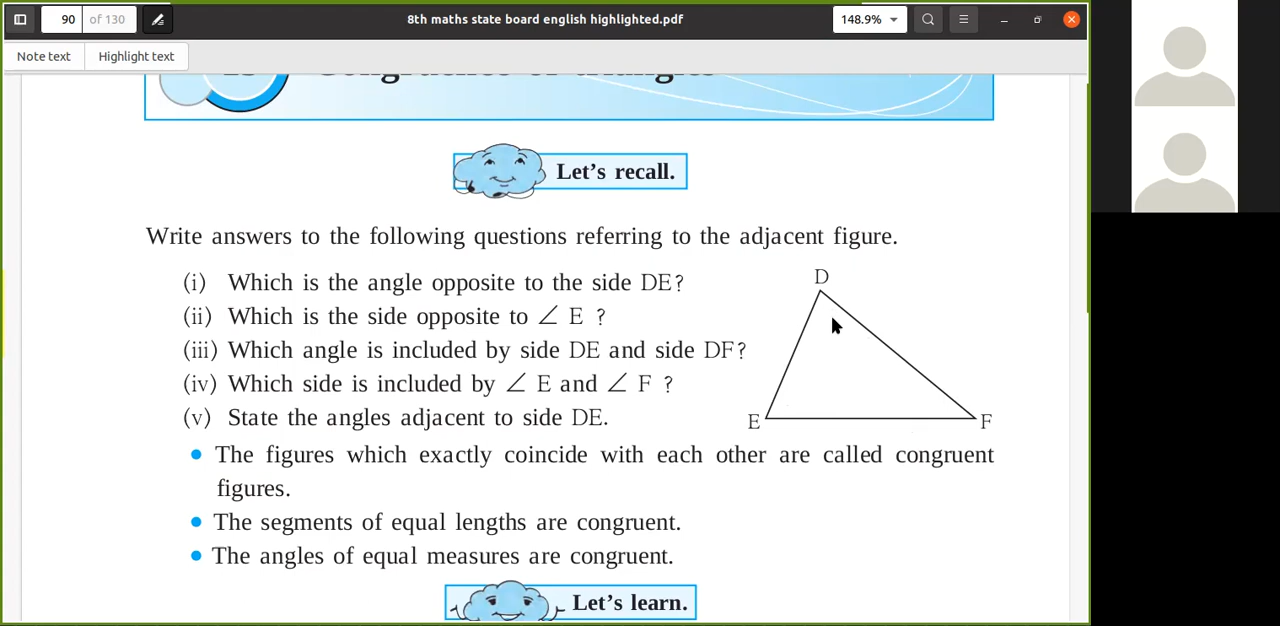 90 of 130
8th maths state board english highlighted.pdf
148.9%
Note text
Highlight text
Let's recall.
Write answers to the following questions referring to the adjacent figure.
(i) Which is the angle opposite to the side DE?
(ii) Which is the side opposite to ∠ E ?
(iii) Which angle is included by side DE and side DF?
(iv) Which side is included by ∠ E and ∠ F ?
(v) State the angles adjacent to side DE.
D
E
F
• The figures which exactly coincide with each other are called congruent
figures.
• The segments of equal lengths are congruent.
• The angles of equal measures are congruent.
Let's learn.